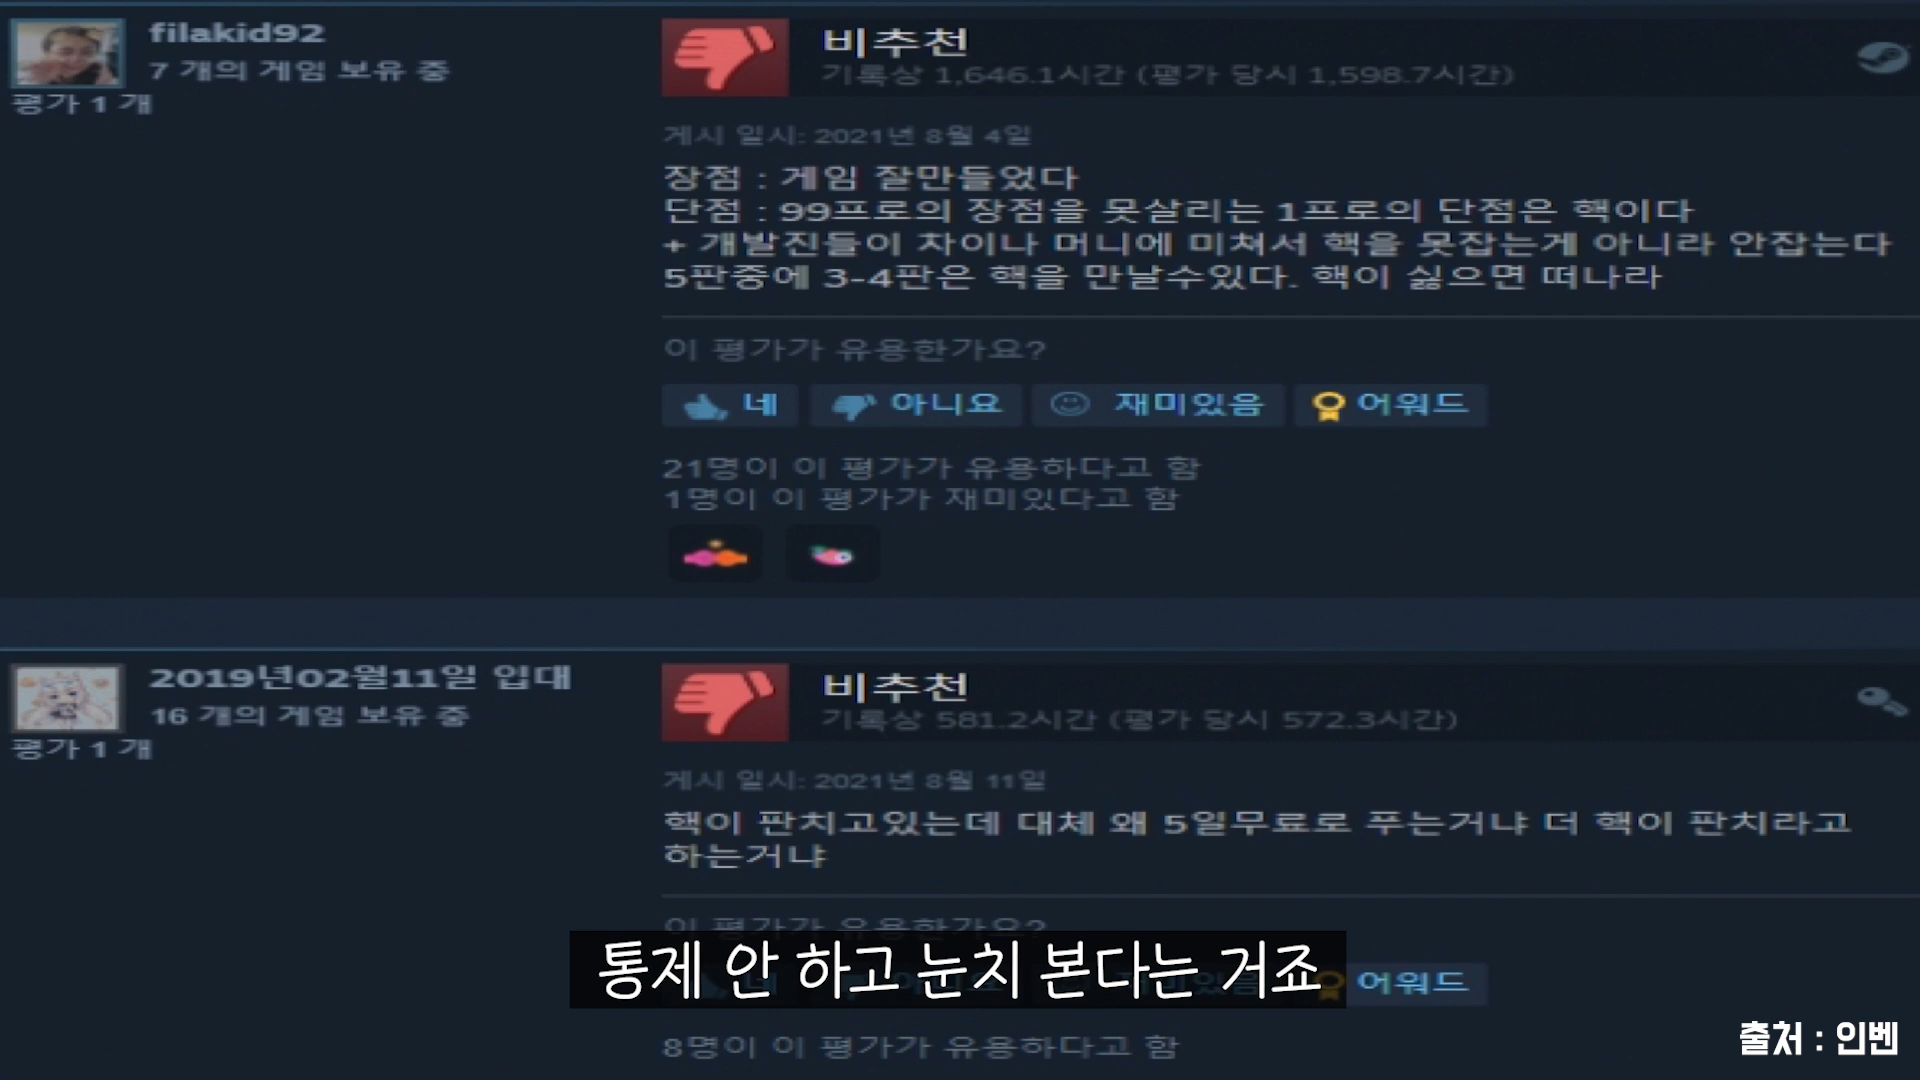 filakid92
7 개의 게임 보유 중
평가 1 개
비추천
기록상 1,646.1시간 (평가 당시 1,598.7시간)
게시 일시: 2021년 8월 4일
장점 : 게임 잘만들었다
단점 : 99프로의 장점을 못살리는 1프로의 단점은 핵이다
+ 개발진들이 차이나 머니에 미쳐서 핵을 못잡는게 아니라 안잡는다
5판중에 3-4판은 핵을 만날수있다. 핵이 싫으면 떠나라
이 평가가 유용한가요?
네 아니요 재미있음 어워드
21명이 이 평가가 유용하다고 함
1명이 이 평가가 재미있다고 함
2019년02월11일 입대
16 개의 게임 보유 중
평가 1 개
비추천
기록상 581.2시간 (평가 당시 572.3시간)
게시 일시: 2021년 8월 11일
핵이 판치고있는데 대체 왜 5일무료로 푸는거냐 더 핵이 판치라고
하는거냐
이 평가가 유용한가요?
통제 안 하고 눈치 본다는 거죠
어워드
8명이 이 평가가 유용하다고 함
출처 : 인벤